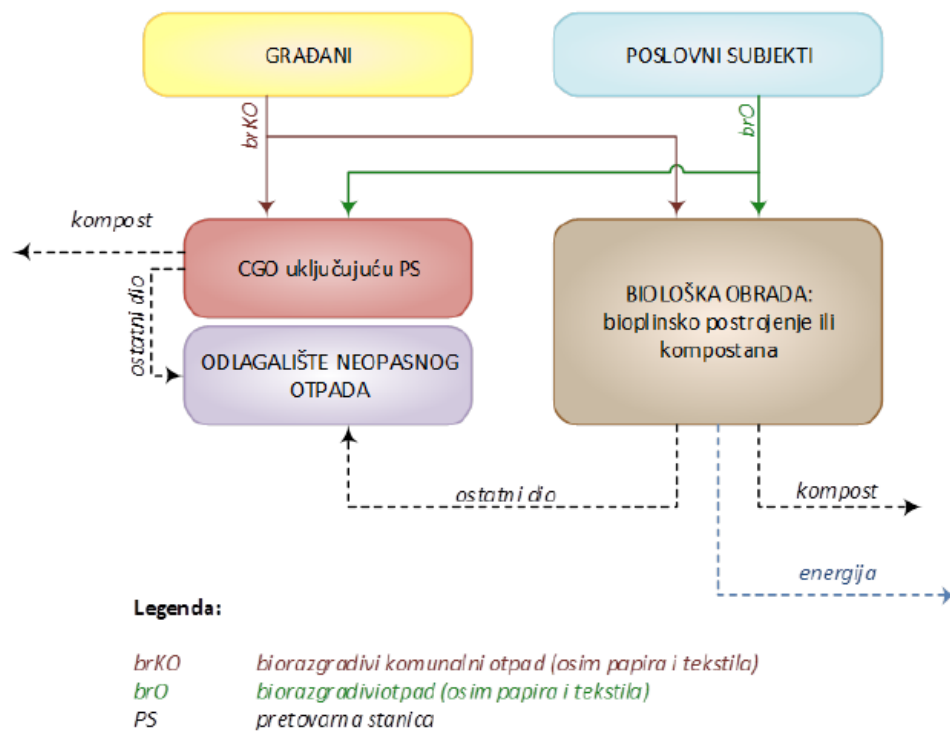 GRAĐANI
POSLOVNI SUBJEKTI
brKO
brO
kompost
CGO uključujuću PS
ostatni dio
ODLAGALIŠTE NEOPASNOG
OTPADA
BIOLOŠKA OBRADA:
bioplinsko postrojenje ili
kompostana
ostatni dio
kompost
energija
Legenda:
brKO biorazgradivi komunalni otpad (osim papira i tekstila)
brO biorazgradiviotpad (osim papira i tekstila)
PS pretovarna stanica